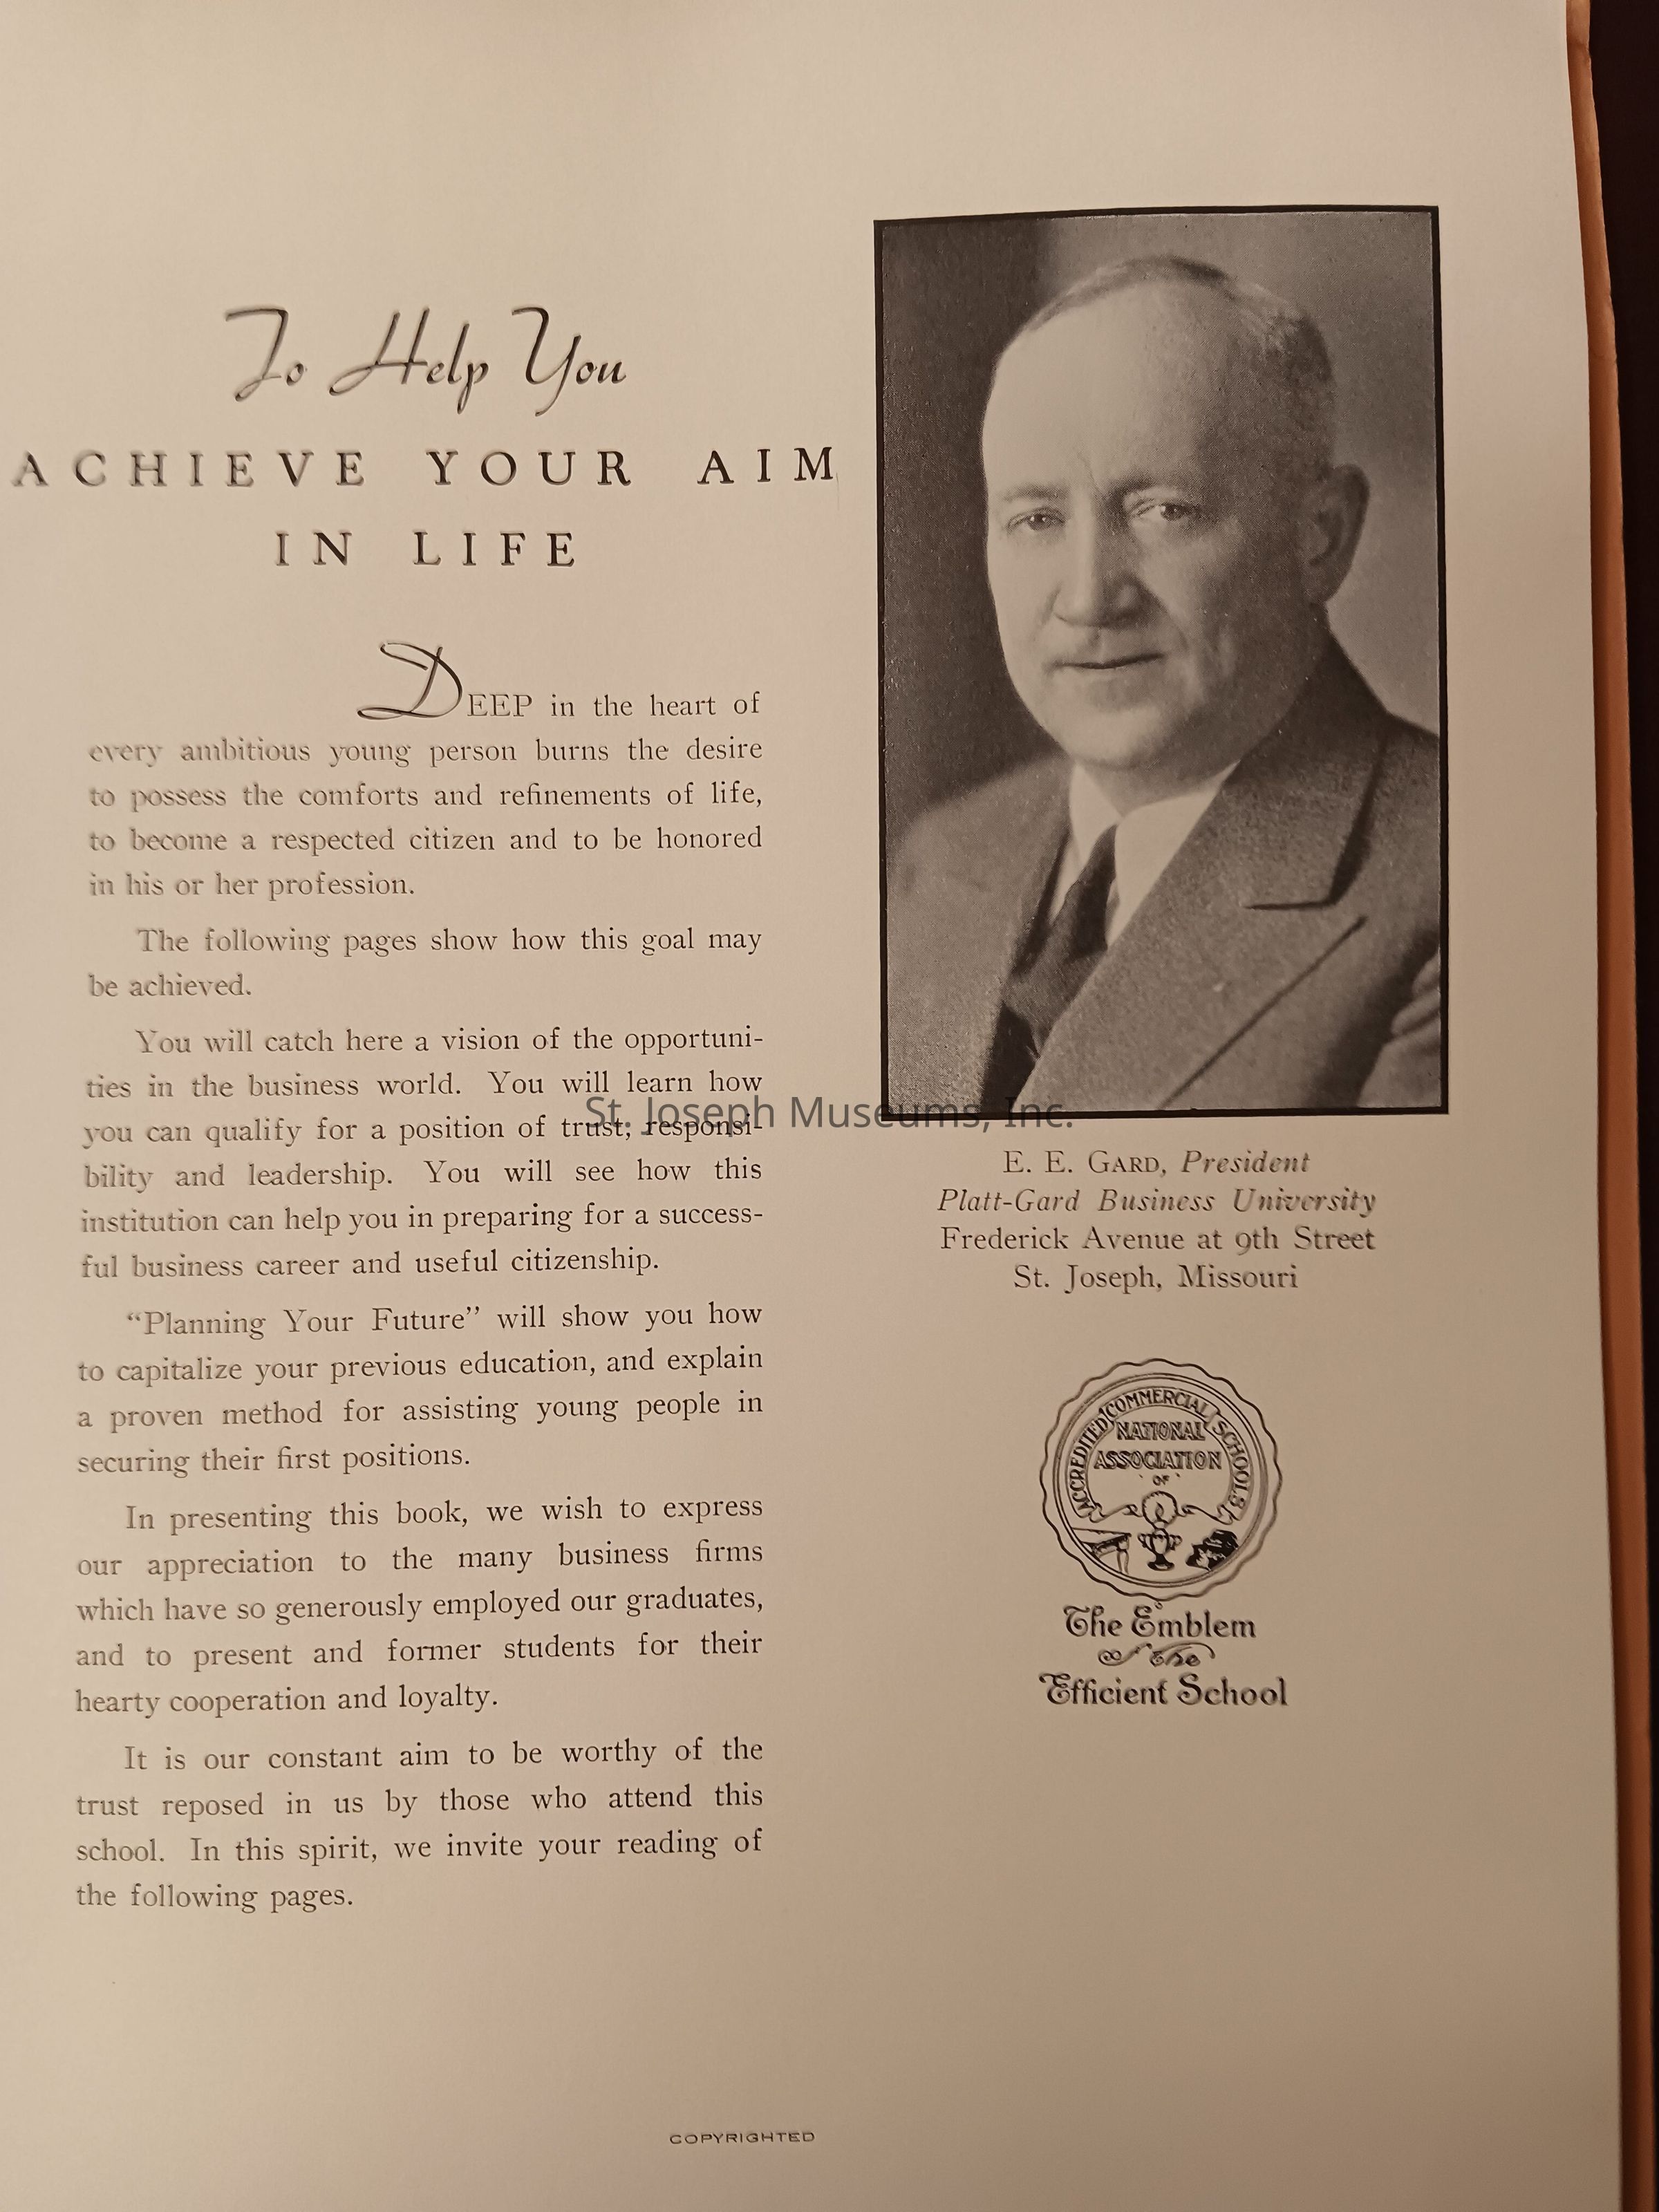 To Help You
ACHIEVE YOUR AIM
IN LIFE
DEEP in the heart of
every ambitious young person burns the desire
to possess the comforts and refinements of life,
to become a respected citizen and to be honored
in his or her profession.
The following pages show how this goal may
be achieved.
You will catch here a vision of the opportuni-
ties in the business world. You will learn how
you can qualify for a position of trust, responsi-
bility and leadership. You will see how this
institution can help you in preparing for a success-
ful business career and useful citizenship.
"Planning Your Future" will show you how
to capitalize your previous education, and explain
a proven method for assisting young people in
securing their first positions.
In presenting this book, we wish to express
our appreciation to the many business firms
which have so generously employed our graduates,
and to present and former students for their
hearty cooperation and loyalty.
It is our constant aim to be worthy of the
trust reposed in us by those who attend this
school. In this spirit, we invite your reading of
the following pages.
St. Joseph Museums, Inc.
E. E. GARD, President
Platt-Gard Business University
Frederick Avenue at 9th Street
St. Joseph, Missouri
ACCREDITED COMMERCIAL SCHOOLS
NATIONAL
ASSOCIATION
OF
The Emblem
of The
Efficient School
COPYRIGHTED